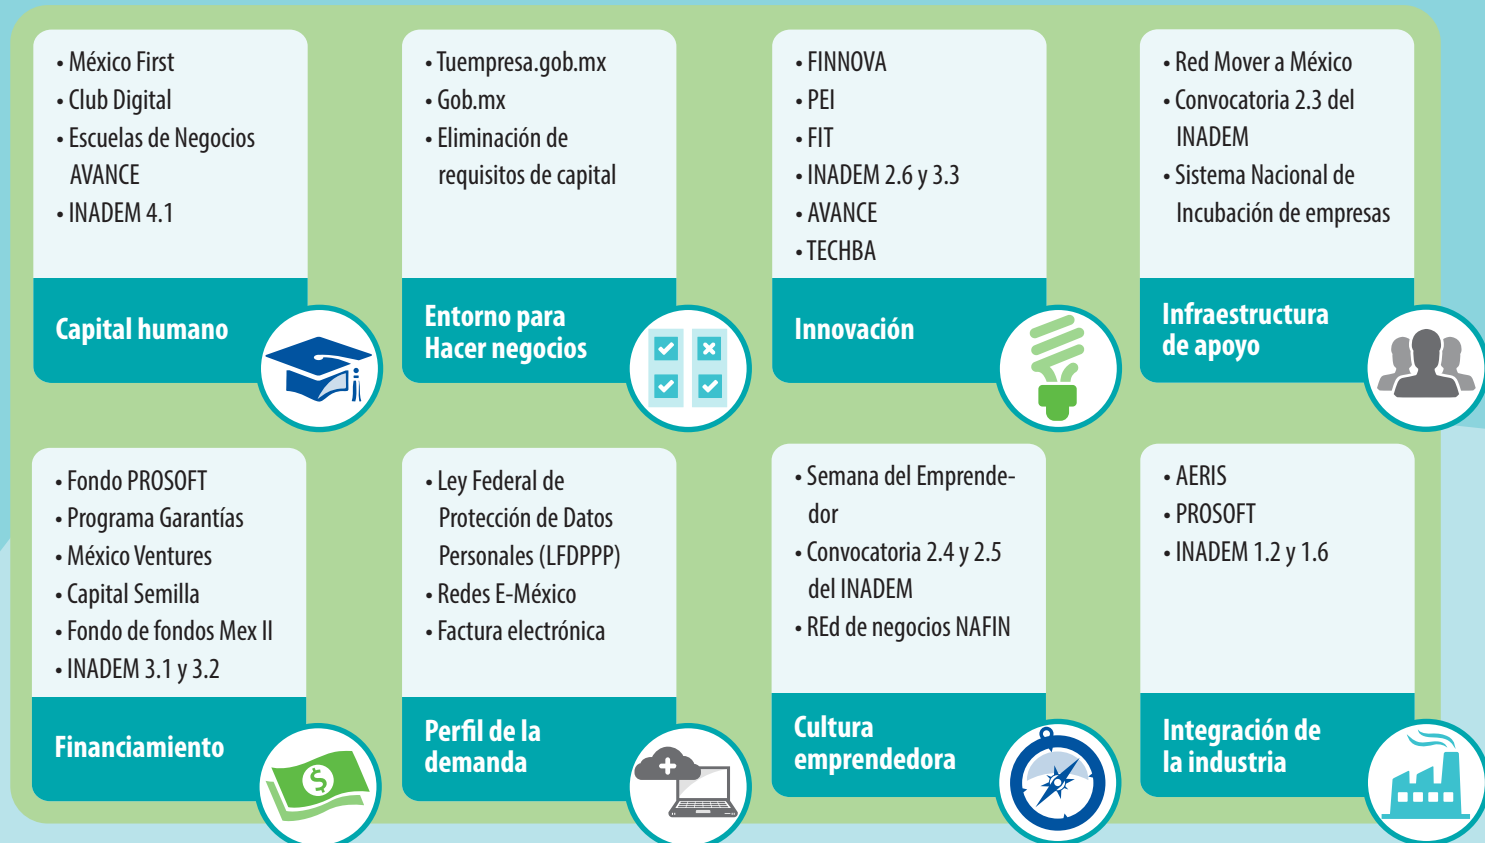 • México First
• Club Digital
• Escuelas de Negocios
AVANCE
• INADEM 4.1
Capital humano
• Tuempresa.gob.mx
• Gob.mx
• Eliminación de
requisitos de capital
Entorno para
Hacer negocios
• FINNOVA
• PEI
• FIT
• INADEM 2.6 y 3.3
• AVANCE
• TECHBA
Innovación
• Red Mover a México
• Convocatoria 2.3 del
INADEM
• Sistema Nacional de
Incubación de empresas
Infraestructura
de apoyo
• Fondo PROSOFT
• Programa Garantías
• México Ventures
• Capital Semilla
• Fondo de fondos Mex II
• INADEM 3.1 y 3.2
Financiamiento
$
• Ley Federal de
Protección de Datos
Personales (LFDPPP)
• Redes E-México
• Factura electrónica
Perfil de la
demanda
• Semana del Emprende-
dor
• Convocatoria 2.4 y 2.5
del INADEM
• REd de negocios NAFIN
Cultura
emprendedora
• AERIS
• PROSOFT
• INADEM 1.2 y 1.6
Integración de
la industria